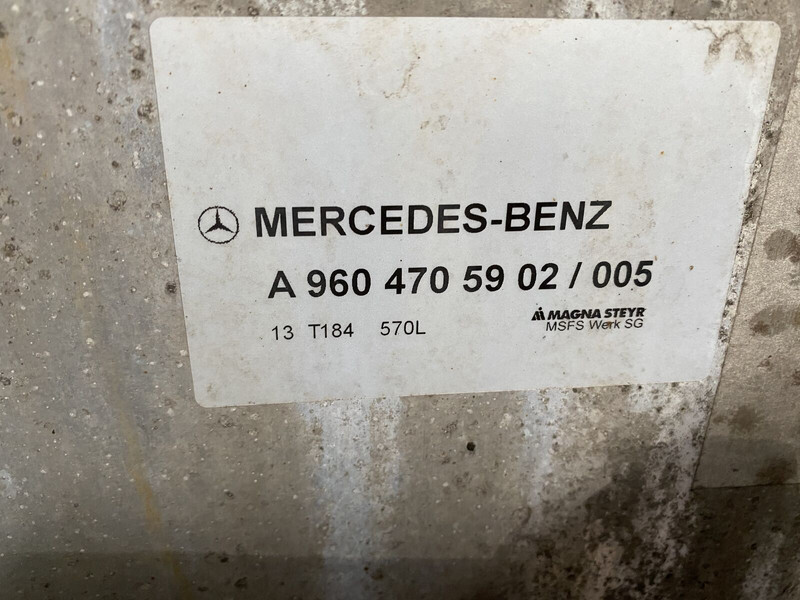 MERCEDES-BENZ
A 960 470 59 02 / 005
13 T184 570L
MAGNA STEYR
MSFS Werk SG